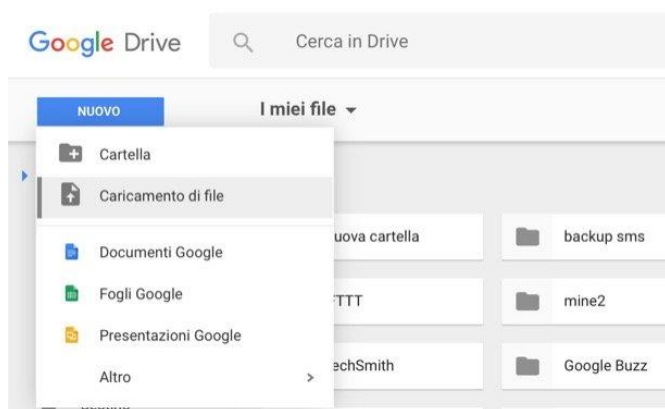 Google Drive
Cerca in Drive
NUOVO
I miei file
Cartella
Caricamento di file
Documenti Google
Fogli Google
Presentazioni Google
Altro
uova cartella
backup sms
TTT
mine2
echSmith
Google Buzz